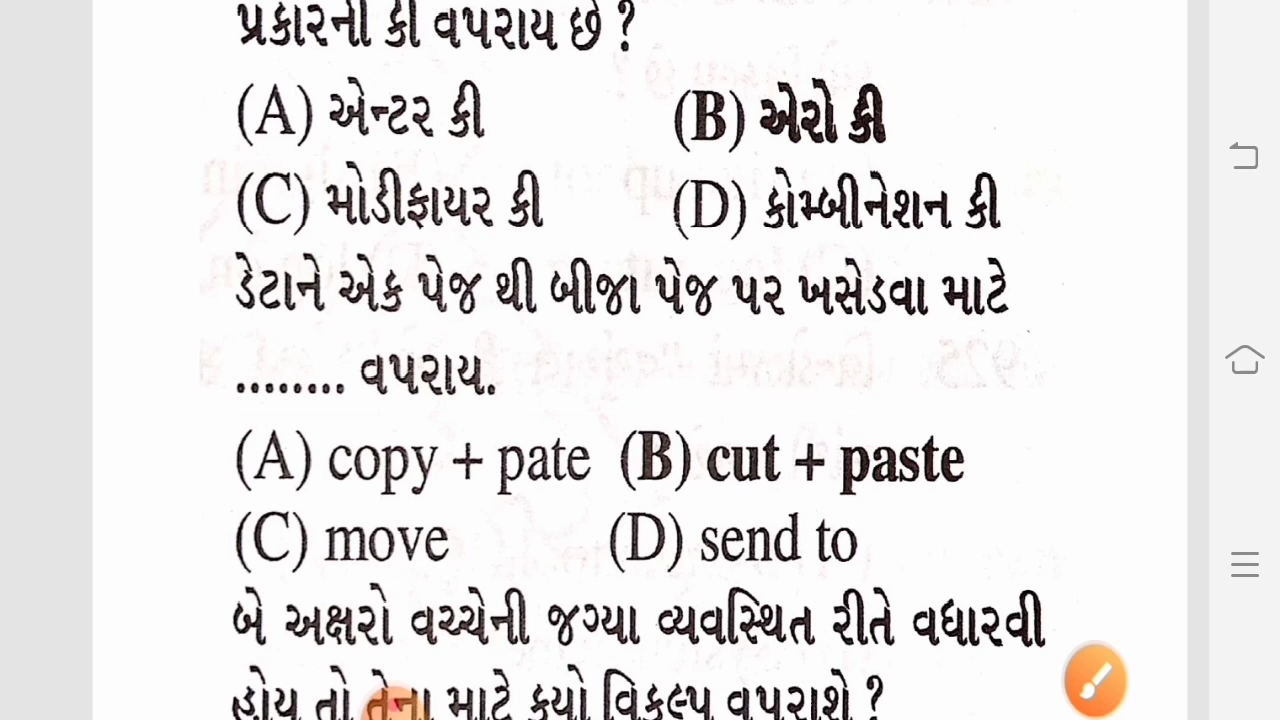 પ્રકારની કી વપરાય છે ?
(A) એન્ટર કી (B) એરો કી
(C) મોડીફાયર કી (D) કોમ્બીનેશન કી
ડેટાને એક પેજ થી બીજા પેજ પર ખસેડવા માટે
........ વપરાય.
(A) copy + pate (B) cut + paste
(C) move (D) send to
બે અક્ષરો વચ્ચેની જગ્યા વ્યવસ્થિત રીતે વધારવી
હોય તો તેના માટે કયો વિકલ્પ વપરાશે ?